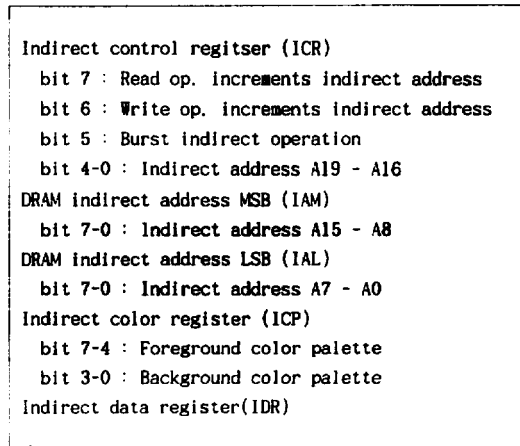 Indirect control regitser (ICR)
bit 7 : Read op. increments indirect address
bit 6 : Write op. increments indirect address
bit 5 : Burst indirect operation
bit 4-0 : Indirect address A19 - A16
DRAM indirect address MSB (IAM)
bit 7-0 : Indirect address A15 - A8
DRAM indirect address LSB (IAL)
bit 7-0 : Indirect address A7 - A0
Indirect color register (ICP)
bit 7-4 : Foreground color palette
bit 3-0 : Background color palette
Indirect data register(IDR)